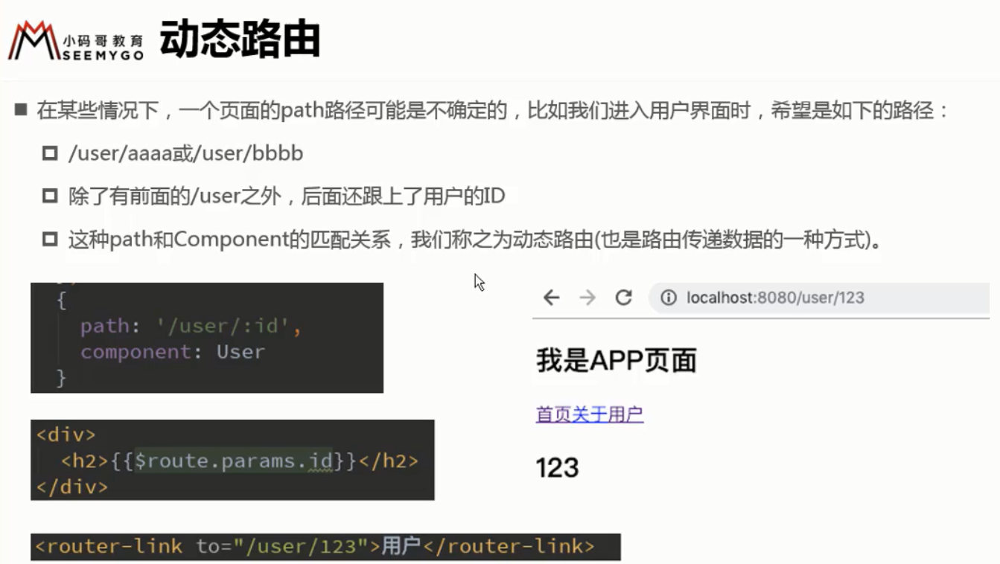 小码哥教育
SEEMYGO
动态路由
在某些情况下，一个页面的path路径可能是不确定的，比如我们进入用户界面时，希望是如下的路径：
/user/aaaa或/user/bbbb
除了有前面的/user之外，后面还跟上了用户的ID
这种path和Component的匹配关系，我们称之为动态路由(也是路由传递数据的一种方式)。
{
path: '/user/:id',
component: User
}
<div>
<h2>{{$route.params.id}}</h2>
</div>
<router-link to="/user/123">用户</router-link>
localhost:8080/user/123
我是APP页面
首页关于用户
123